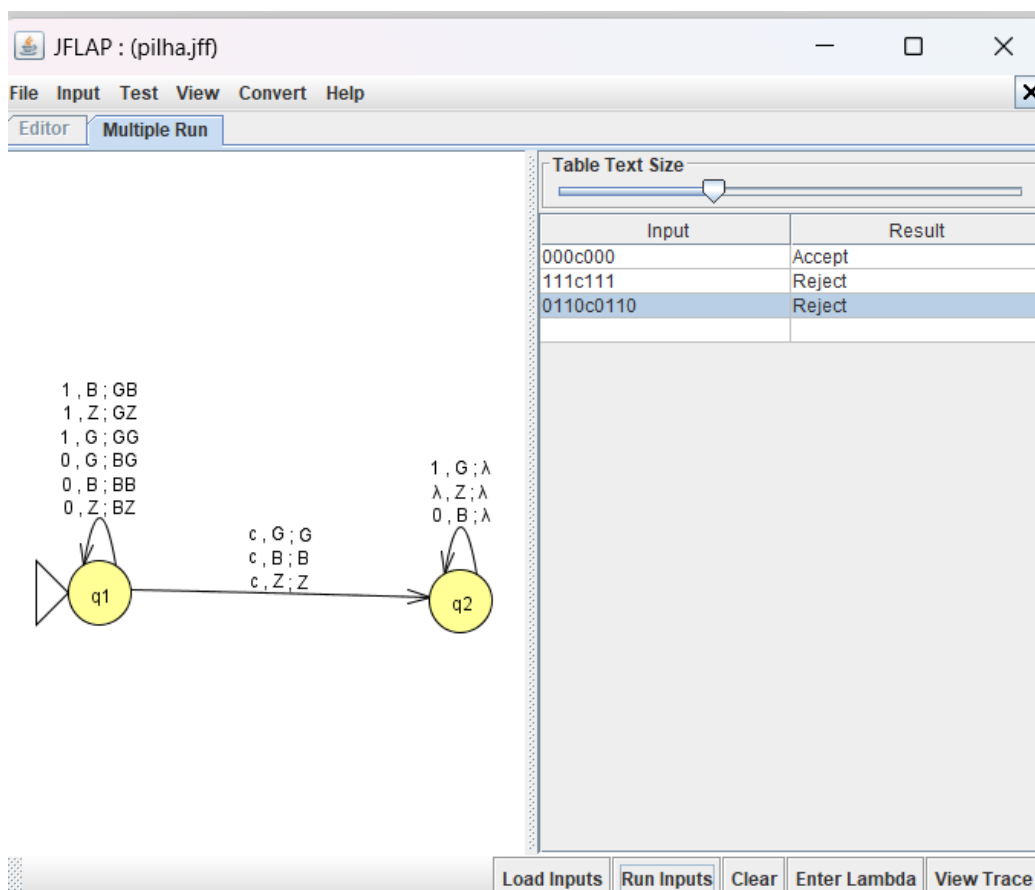 JFLAP : (pilha.jff)
File Input Test View Convert Help
Editor Multiple Run
Table Text Size
Input Result
000c000 Accept
111c111 Reject
0110c0110 Reject
1 , B ; GB
1 , Z ; GZ
1 , G ; GG
0 , G ; BG
0 , B ; BB
0 , Z ; BZ
c , G ; G
c , B ; B
c , Z ; Z
1 , G ; λ
λ , Z ; λ
0 , B ; λ
q1
q2
Load Inputs Run Inputs Clear Enter Lambda View Trace